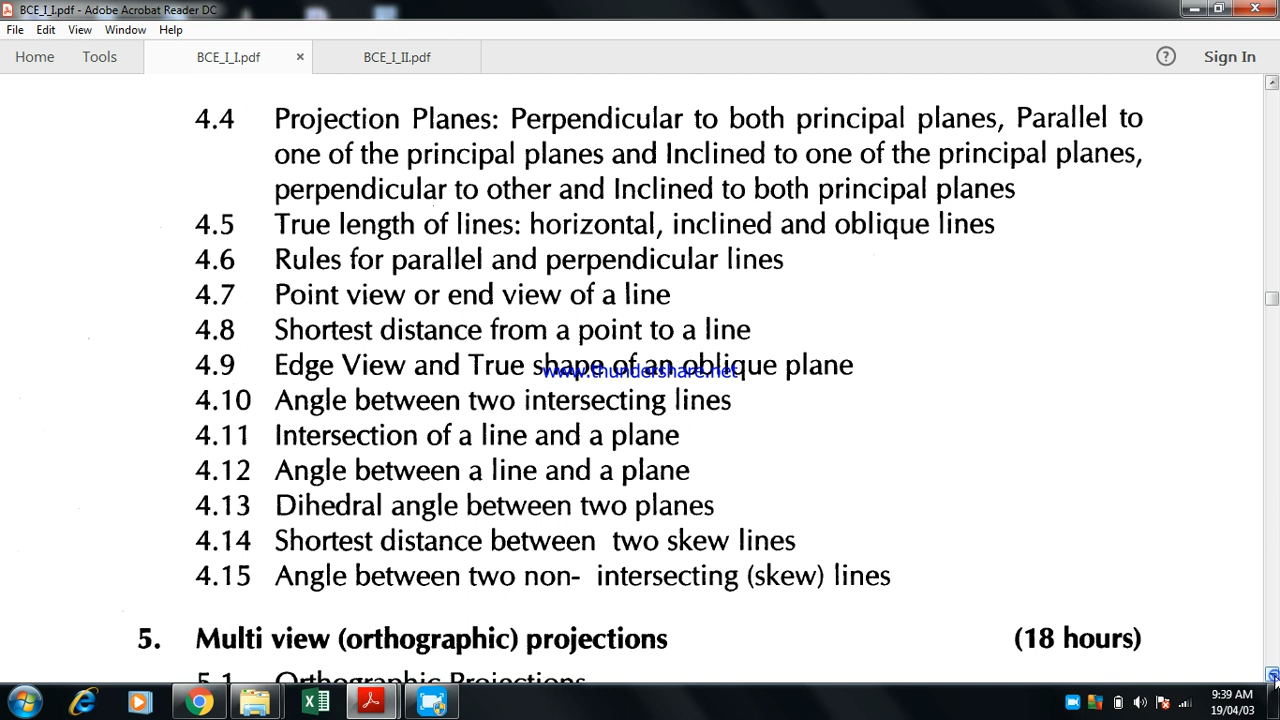 BCE_I_I.pdf - Adobe Acrobat Reader DC
File Edit View Window Help
Home Tools BCE_I_I.pdf × BCE_I_II.pdf ? Sign In
4.4 Projection Planes: Perpendicular to both principal planes, Parallel to
one of the principal planes and Inclined to one of the principal planes,
perpendicular to other and Inclined to both principal planes
4.5 True length of lines: horizontal, inclined and oblique lines
4.6 Rules for parallel and perpendicular lines
4.7 Point view or end view of a line
4.8 Shortest distance from a point to a line
4.9 Edge View and True shape of an oblique plane
www.thundershare.net
4.10 Angle between two intersecting lines
4.11 Intersection of a line and a plane
4.12 Angle between a line and a plane
4.13 Dihedral angle between two planes
4.14 Shortest distance between two skew lines
4.15 Angle between two non- intersecting (skew) lines
5. Multi view (orthographic) projections (18 hours)
5.1 Orthographic Projections
9:39 AM
19/04/03